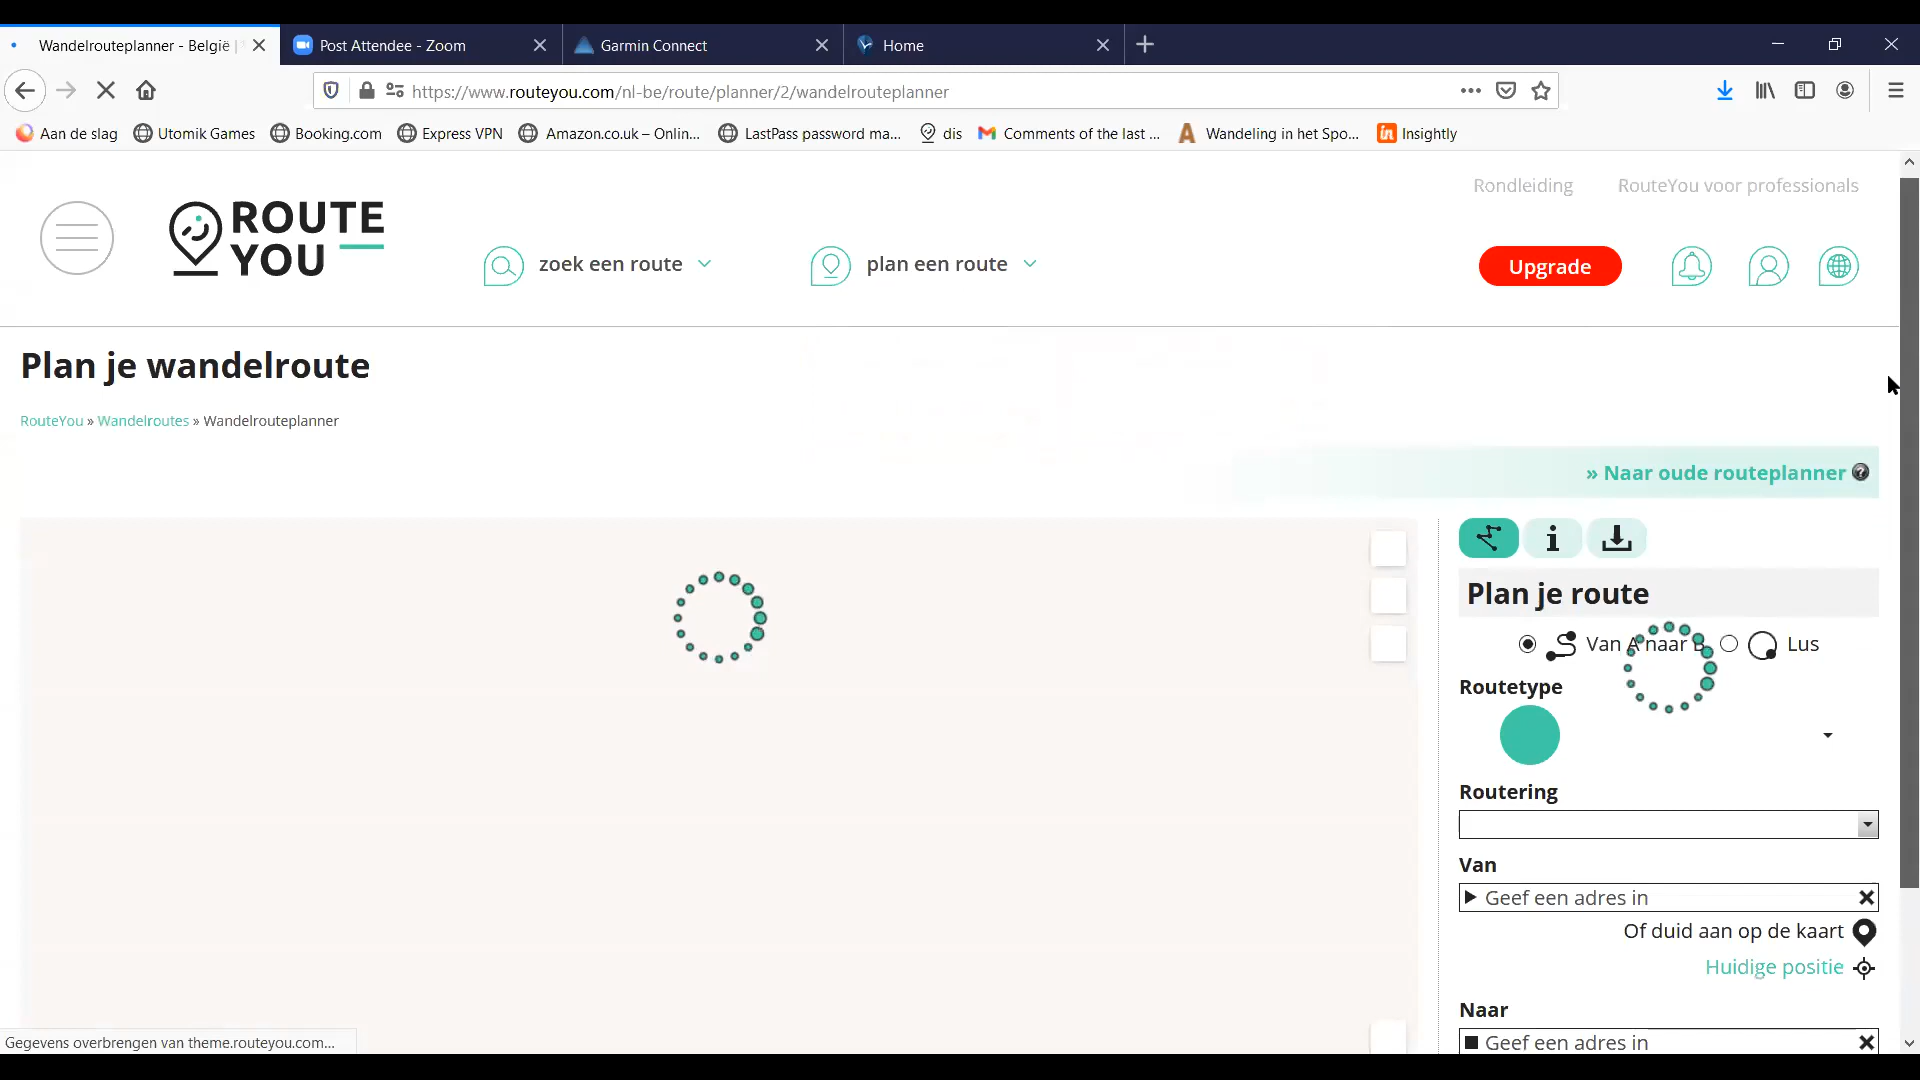 Wandelrouteplanner - België |
Post Attendee - Zoom
Garmin Connect
Home
https://www.routeyou.com/nl-be/route/planner/2/wandelrouteplanner
Aan de slag
Utomik Games
Booking.com
Express VPN
Amazon.co.uk – Onlin...
LastPass password ma...
dis
Comments of the last ...
Wandeling in het Spo...
Insightly
Rondleiding
RouteYou voor professionals
ROUTE
YOU
zoek een route
plan een route
Upgrade
Plan je wandelroute
RouteYou » Wandelroutes » Wandelrouteplanner
» Naar oude routeplanner
Plan je route
Van A naar B
Lus
Routetype
Routering
Van
Geef een adres in
Of duid aan op de kaart
Huidige positie
Naar
Geef een adres in
Gegevens overbrengen van theme.routeyou.com...